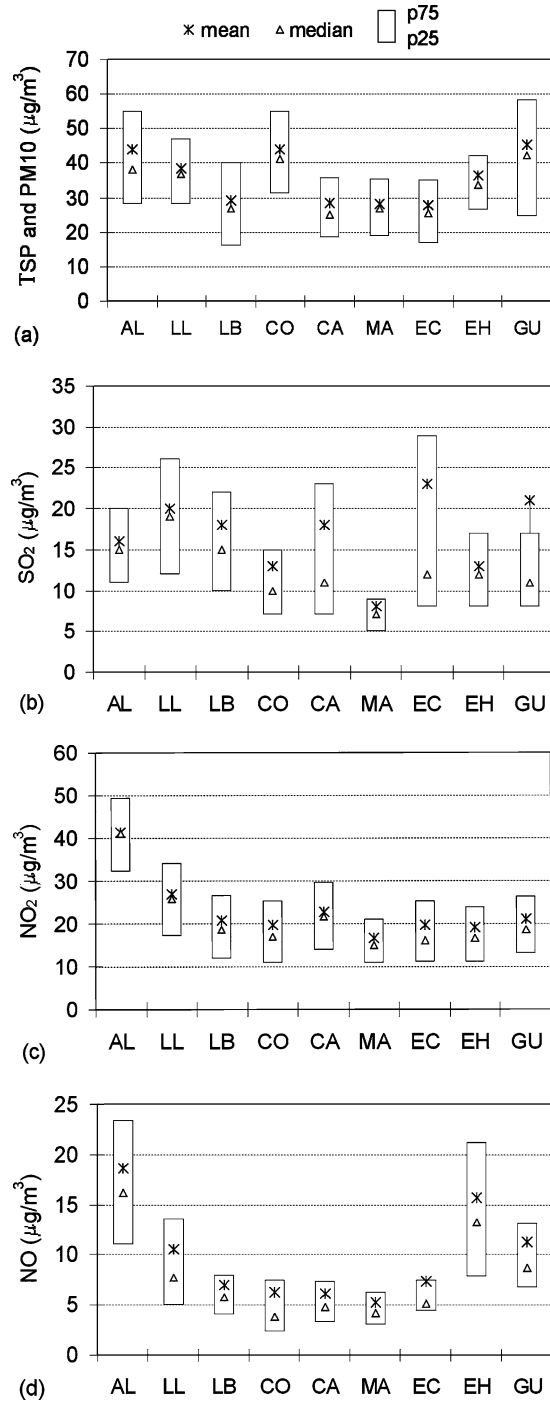 mean median p75
p25
TSP and PM10 (μg/m³)
70
60
50
40
30
20
10
0
AL LL LB CO CA MA EC EH GU
(a)
SO₂ (μg/m³)
35
30
25
20
15
10
5
0
AL LL LB CO CA MA EC EH GU
(b)
NO₂ (μg/m³)
60
50
40
30
20
10
0
AL LL LB CO CA MA EC EH GU
(c)
NO (μg/m³)
25
20
15
10
5
0
AL LL LB CO CA MA EC EH GU
(d)